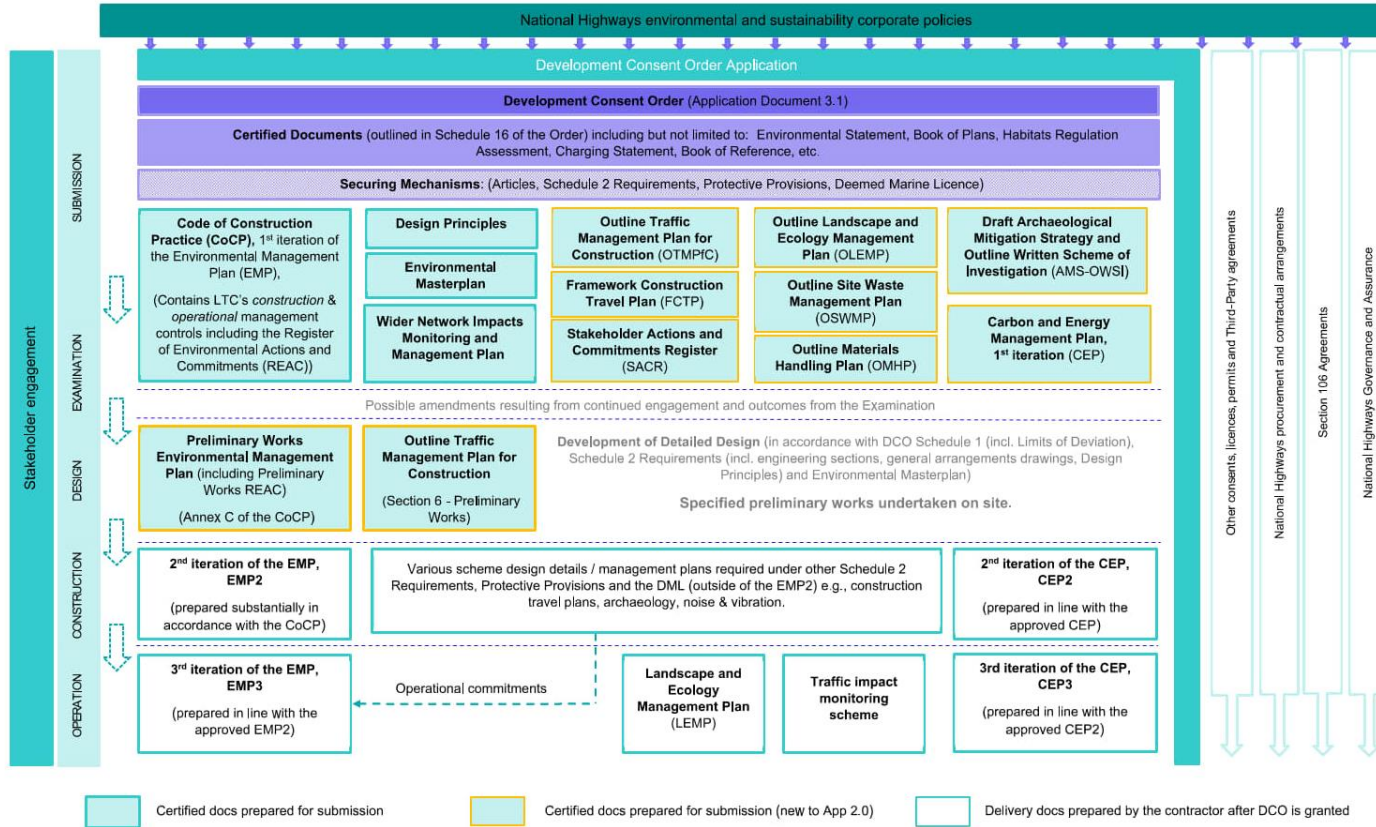 National Highways environmental and sustainability corporate policies
Development Consent Order Application
Development Consent Order (Application Document 3.1)
Certified Documents (outlined in Schedule 16 of the Order) including but not limited to: Environmental Statement, Book of Plans, Habitats Regulation
Assessment, Charging Statement, Book of Reference, etc.
Securing Mechanisms: (Articles, Schedule 2 Requirements, Protective Provisions, Deemed Marine Licence)
Stakeholder engagement
SUBMISSION
EXAMINATION
DESIGN
CONSTRUCTION
OPERATION
Code of Construction
Practice (CoCP), 1st iteration of
the Environmental Management
Plan (EMP),
(Contains LTC's construction &
operational management
controls including the Register
of Environmental Actions and
Commitments (REAC))
Design Principles
Environmental
Masterplan
Wider Network Impacts
Monitoring and
Management Plan
Outline Traffic
Management Plan for
Construction (OTMPfC)
Framework Construction
Travel Plan (FCTP)
Stakeholder Actions and
Commitments Register
(SACR)
Outline Landscape and
Ecology Management
Plan (OLEMP)
Outline Site Waste
Management Plan
(OSWMP)
Outline Materials
Handling Plan (OMHP)
Draft Archaeological
Mitigation Strategy and
Outline Written Scheme of
Investigation (AMS-OWSI)
Carbon and Energy
Management Plan,
1st iteration (CEP)
Possible amendments resulting from continued engagement and outcomes from the Examination
Preliminary Works
Environmental Management
Plan (including Preliminary
Works REAC)
(Annex C of the CoCP)
Outline Traffic
Management Plan for
Construction
(Section 6 - Preliminary
Works)
Development of Detailed Design (in accordance with DCO Schedule 1 (incl. Limits of Deviation),
Schedule 2 Requirements (incl. engineering sections, general arrangements drawings, Design
Principles) and Environmental Masterplan)
Specified preliminary works undertaken on site.
2nd iteration of the EMP,
EMP2
(prepared substantially in
accordance with the CoCP)
Various scheme design details / management plans required under other Schedule 2
Requirements, Protective Provisions and the DML (outside of the EMP2) e.g., construction
travel plans, archaeology, noise & vibration.
2nd iteration of the CEP,
CEP2
(prepared in line with the
approved CEP)
3rd iteration of the EMP,
EMP3
(prepared in line with the
approved EMP2)
Operational commitments
Landscape and
Ecology
Management Plan
(LEMP)
Traffic impact
monitoring
scheme
3rd iteration of the CEP,
CEP3
(prepared in line with the
approved CEP2)
Other consents, licences, permits and Third-Party agreements
National Highways procurement and contractual arrangements
Section 106 Agreements
National Highways Governance and Assurance
Certified docs prepared for submission
Certified docs prepared for submission (new to App 2.0)
Delivery docs prepared by the contractor after DCO is granted